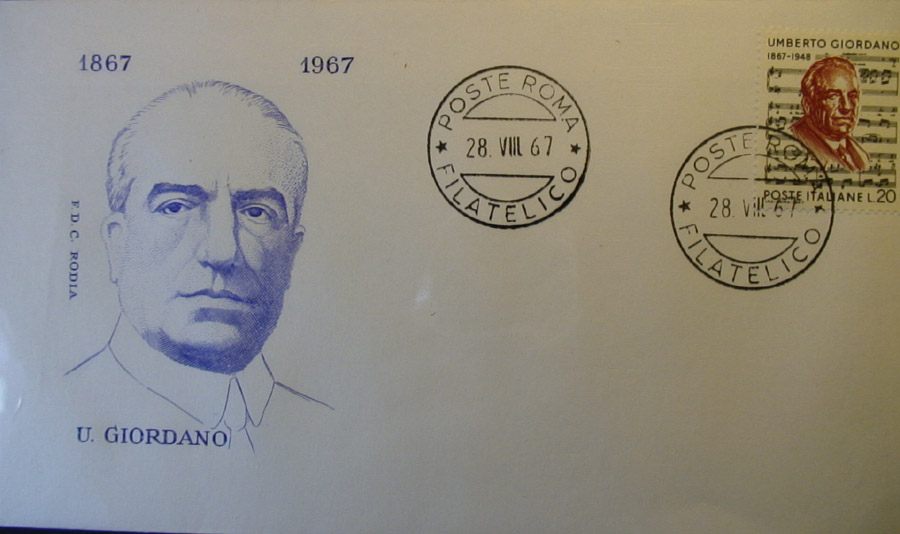 1867 1967
F.D.C. RODIA
U. GIORDANO
POSTE ROMA
28. VIII. 67
FILATELICO
UMBERTO GIORDANO
1867-1948
POSTE ITALIANE L.20
POSTE ROMA
28. VIII. 67
FILATELICO